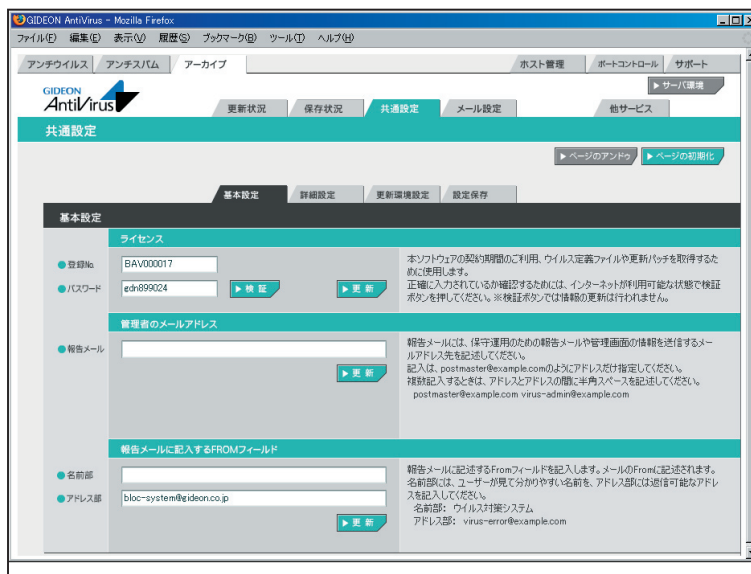 GIDEON AntiVirus - Mozilla Firefox
ファイル(F) 編集(E) 表示(V) 履歴(S) ブックマーク(B) ツール(T) ヘルプ(H)
アンチウイルス アンチスパム アーカイブ ホスト管理 ポートコントロール サポート
サーバ環境
GIDEON
AntiVirus
更新状況 保存状況 共通設定 メール設定 他サービス
共通設定
ページのアンドゥ ページの初期化
基本設定 詳細設定 更新環境設定 設定保存
基本設定
ライセンス
登録No. BAV000017
パスワード gdn899024 検証 更新
本ソフトウェアの契約期間のご利用、ウイルス定義ファイルや更新パッチを取得するた
めに使用します。
正確に入力されているか確認するためには、インターネットが利用可能な状態で検証
ボタンを押してください。※検証ボタンでは情報の更新は行われません。
管理者のメールアドレス
報告メール
更新
報告メールには、保守運用のための報告メールや管理画面の情報を送信するメー
ルアドレス先を記述してください。
記入は、postmaster@example.comのようにアドレスだけ指定してください。
複数記入するときは、アドレスとアドレスの間に半角スペースを記述してください。
postmaster@example.com virus-admin@example.com
報告メールに記入するFROMフィールド
名前部
アドレス部 bloc-system@gideon.co.jp
更新
報告メールに記述するFromフィールドを記入します。メールのFromに記述されます。
名前部には、ユーザーが見て分かりやすい名前を、アドレス部には返信可能なアドレ
スを記入してください。
名前部: ウイルス対策システム
アドレス部: virus-error@example.com